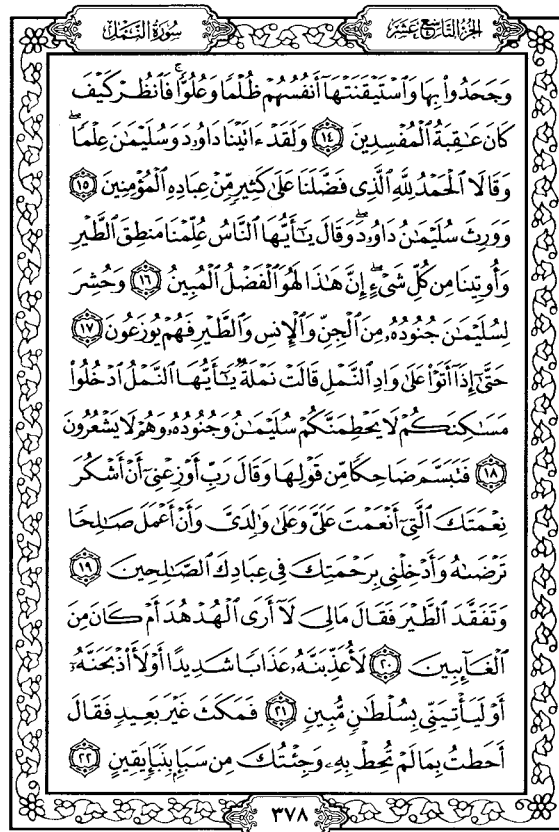 الجزء التاسع عشر
سورة النمل
وَجَحَدُواْ بِهَا وَٱسۡتَيۡقَنَتۡهَآ أَنفُسُهُمۡ ظُلۡمٗا وَعُلُوّٗاۚ فَٱنظُرۡ كَيۡفَ
كَانَ عَٰقِبَةُ ٱلۡمُفۡسِدِينَ ١٤ وَلَقَدۡ ءَاتَيۡنَا دَاوُۥدَ وَسُلَيۡمَٰنَ عِلۡمٗاۖ
وَقَالَا ٱلۡحَمۡدُ لِلَّهِ ٱلَّذِي فَضَّلَنَا عَلَىٰ كَثِيرٖ مِّنۡ عِبَادِهِ ٱلۡمُؤۡمِنِينَ ١٥
وَوَرِثَ سُلَيۡمَٰنُ دَاوُۥدَۖ وَقَالَ يَٰٓأَيُّهَا ٱلنَّاسُ عُلِّمۡنَا مَنطِقَ ٱلطَّيۡرِ
وَأُوتِينَا مِن كُلِّ شَيۡءٍۖ إِنَّ هَٰذَا لَهُوَ ٱلۡفَضۡلُ ٱلۡمُبِينُ ١٦ وَحُشِرَ
لِسُلَيۡمَٰنَ جُنُودُهُۥ مِنَ ٱلۡجِنِّ وَٱلۡإِنسِ وَٱلطَّيۡرِ فَهُمۡ يُوزَعُونَ ١٧
حَتَّىٰٓ إِذَآ أَتَوۡاْ عَلَىٰ وَادِ ٱلنَّمۡلِ قَالَتۡ نَمۡلَةٞ يَٰٓأَيُّهَا ٱلنَّمۡلُ ٱدۡخُلُواْ
مَسَٰكِنَكُمۡ لَا يَحۡطِمَنَّكُمۡ سُلَيۡمَٰنُ وَجُنُودُهُۥ وَهُمۡ لَا يَشۡعُرُونَ
١٨ فَتَبَسَّمَ ضَاحِكٗا مِّن قَوۡلِهَا وَقَالَ رَبِّ أَوۡزِعۡنِيٓ أَنۡ أَشۡكُرَ
نِعۡمَتَكَ ٱلَّتِيٓ أَنۡعَمۡتَ عَلَيَّ وَعَلَىٰ وَٰلِدَيَّ وَأَنۡ أَعۡمَلَ صَٰلِحٗا
تَرۡضَىٰهُ وَأَدۡخِلۡنِي بِرَحۡمَتِكَ فِي عِبَادِكَ ٱلصَّٰلِحِينَ ١٩
وَتَفَقَّدَ ٱلطَّيۡرَ فَقَالَ مَالِيَ لَآ أَرَى ٱلۡهُدۡهُدَ أَمۡ كَانَ مِنَ
ٱلۡغَآئِبِينَ ٢٠ لَأُعَذِّبَنَّهُۥ عَذَابٗا شَدِيدًا أَوۡ لَأَاْذۡبَحَنَّهُۥٓ
أَوۡ لَيَأۡتِيَنِّي بِسُلۡطَٰنٖ مُّبِينٖ ٢١ فَمَكَثَ غَيۡرَ بَعِيدٖ فَقَالَ
أَحَطتُ بِمَا لَمۡ تُحِطۡ بِهِۦ وَجِئۡتُكَ مِن سَبَإِۭ بِنَبَإٖ يَقِينٍ ٢٢
٣٧٨